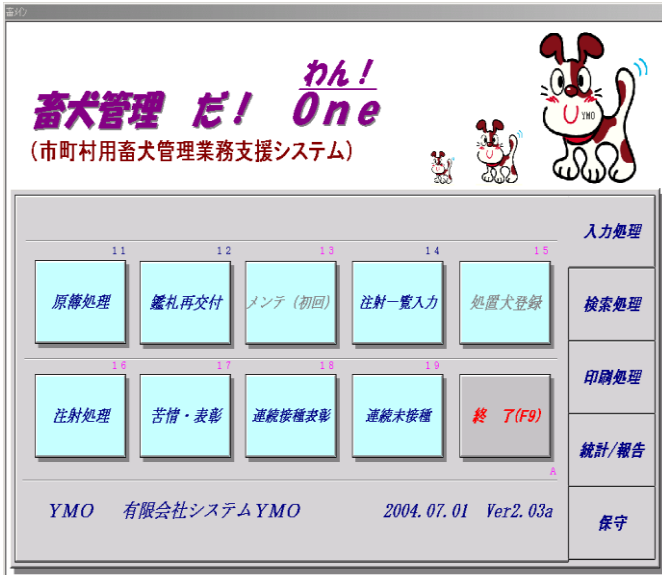 畜メイン
わん!
畜犬管理 だ! One
(市町村用畜犬管理業務支援システム)
YMO
入力処理
検索処理
印刷処理
統計/報告
保守
11 12 13 14 15
原簿処理 鑑札再交付 メンテ (初回) 注射一覧入力 処置犬登録
16 17 18 19
注射処理 苦情・表彰 連続接種表彰 連続未接種 終 了(F9)
A
YMO 有限会社システムYMO 2004.07.01 Ver2.03a